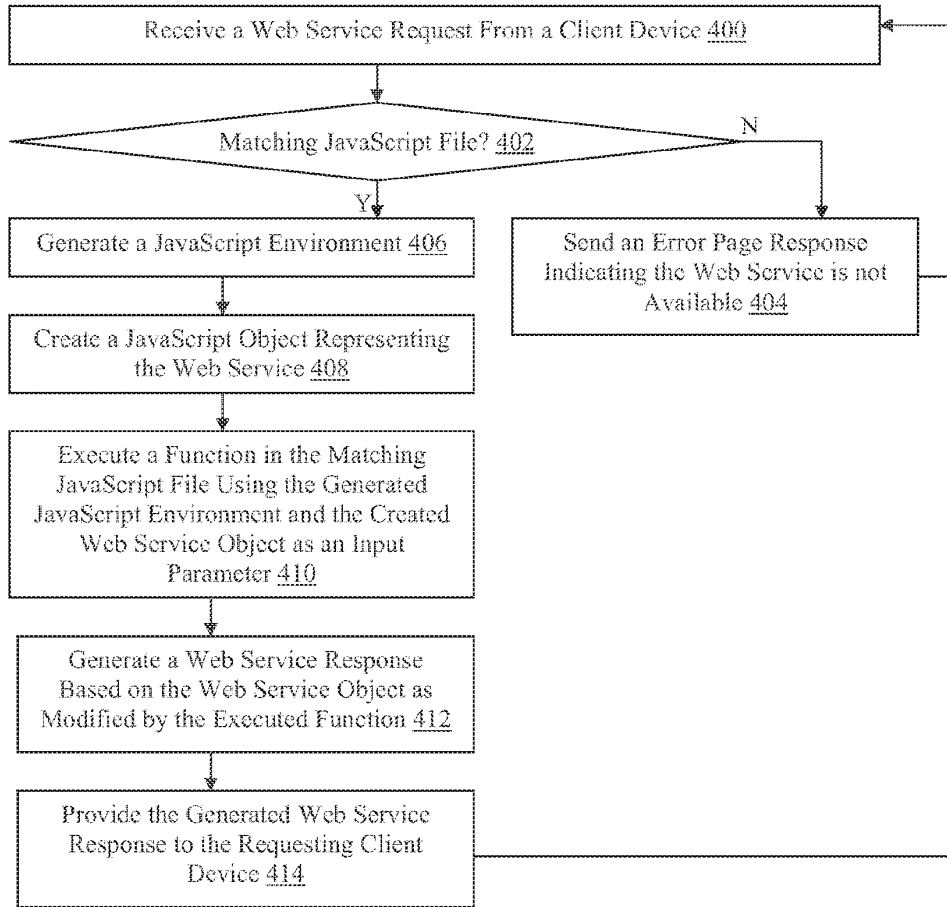 Receive a Web Service Request From a Client Device 400
Matching JavaScript File? 402
N
Y
Generate a JavaScript Environment 406
Send an Error Page Response
Indicating the Web Service is not
Available 404
Create a JavaScript Object Representing
the Web Service 408
Execute a Function in the Matching
JavaScript File Using the Generated
JavaScript Environment and the Created
Web Service Object as an Input
Parameter 410
Generate a Web Service Response
Based on the Web Service Object as
Modified by the Executed Function 412
Provide the Generated Web Service
Response to the Requesting Client
Device 414